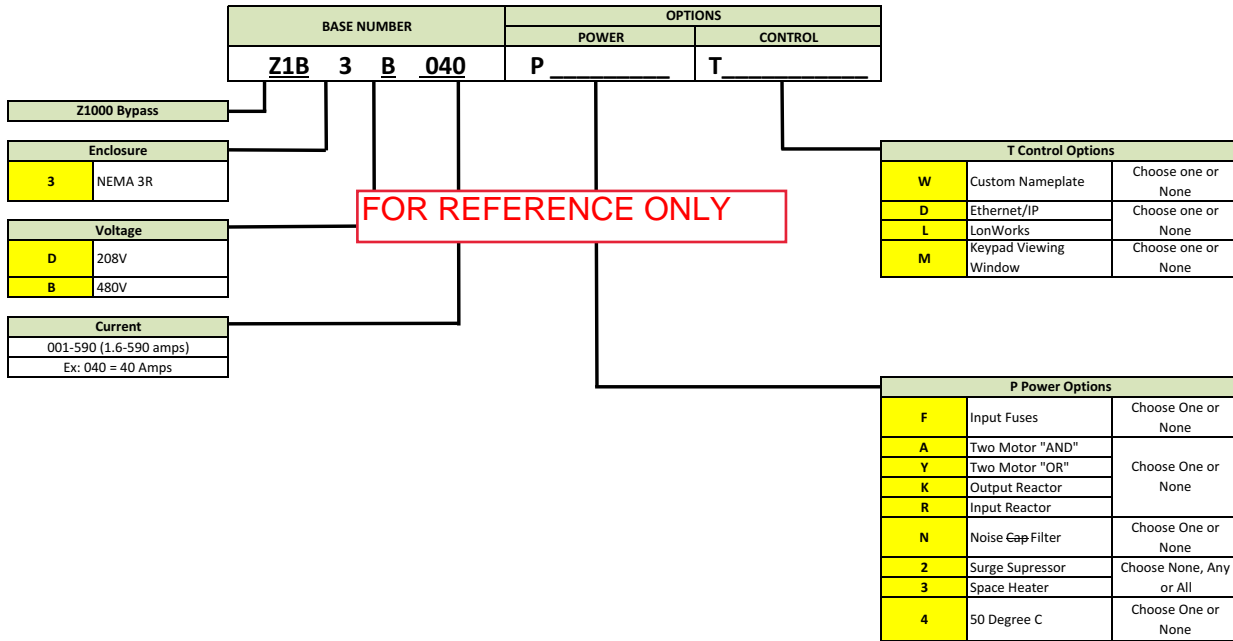 BASE NUMBER
OPTIONS
POWER
CONTROL
Z1B 3 B 040
P __________
T____________
Z1000 Bypass
Enclosure
3 NEMA 3R
Voltage
D 208V
B 480V
Current
001-590 (1.6-590 amps)
Ex: 040 = 40 Amps
FOR REFERENCE ONLY
T Control Options
W Custom Nameplate Choose one or
None
D Ethernet/IP Choose one or
L LonWorks None
M Keypad Viewing
Window
Choose one or
None
P Power Options
F Input Fuses Choose One or
None
A Two Motor "AND"
Y Two Motor "OR"
K Output Reactor
R Input Reactor
Choose One or
None
N Noise Cap Filter Choose One or
None
2 Surge Supressor Choose None, Any
3 Space Heater or All
4 50 Degree C Choose One or
None